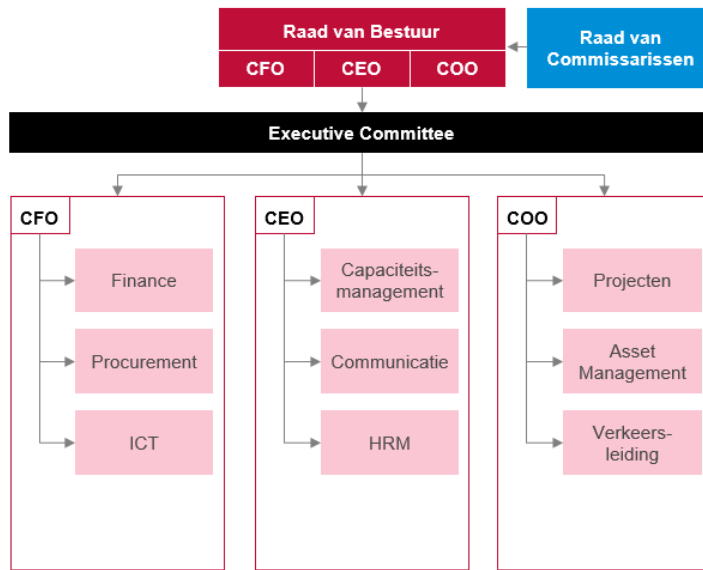 Raad van Bestuur
CFO
CEO
COO
Raad van
Commissarissen
Executive Committee
CFO
Finance
Procurement
ICT
CEO
Capaciteits-
management
Communicatie
HRM
COO
Projecten
Asset
Management
Verkeers-
leiding